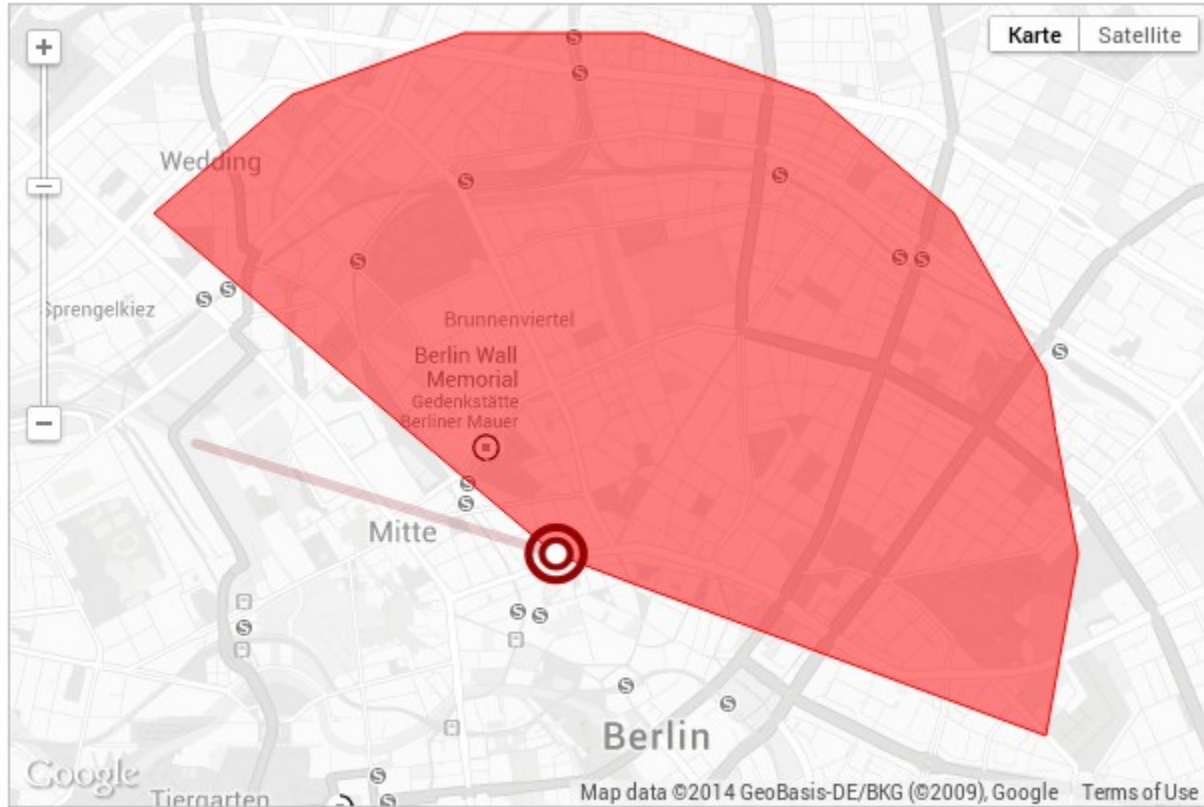 +
Karte
Satellite
Wedding
Sprengelkiez
Brunnenviertel
Berlin Wall
Memorial
Gedenkstätte
Berliner Mauer
Mitte
−
Berlin
Google
Tiergarten
Map data ©2014 GeoBasis-DE/BKG (©2009), Google
Terms of Use